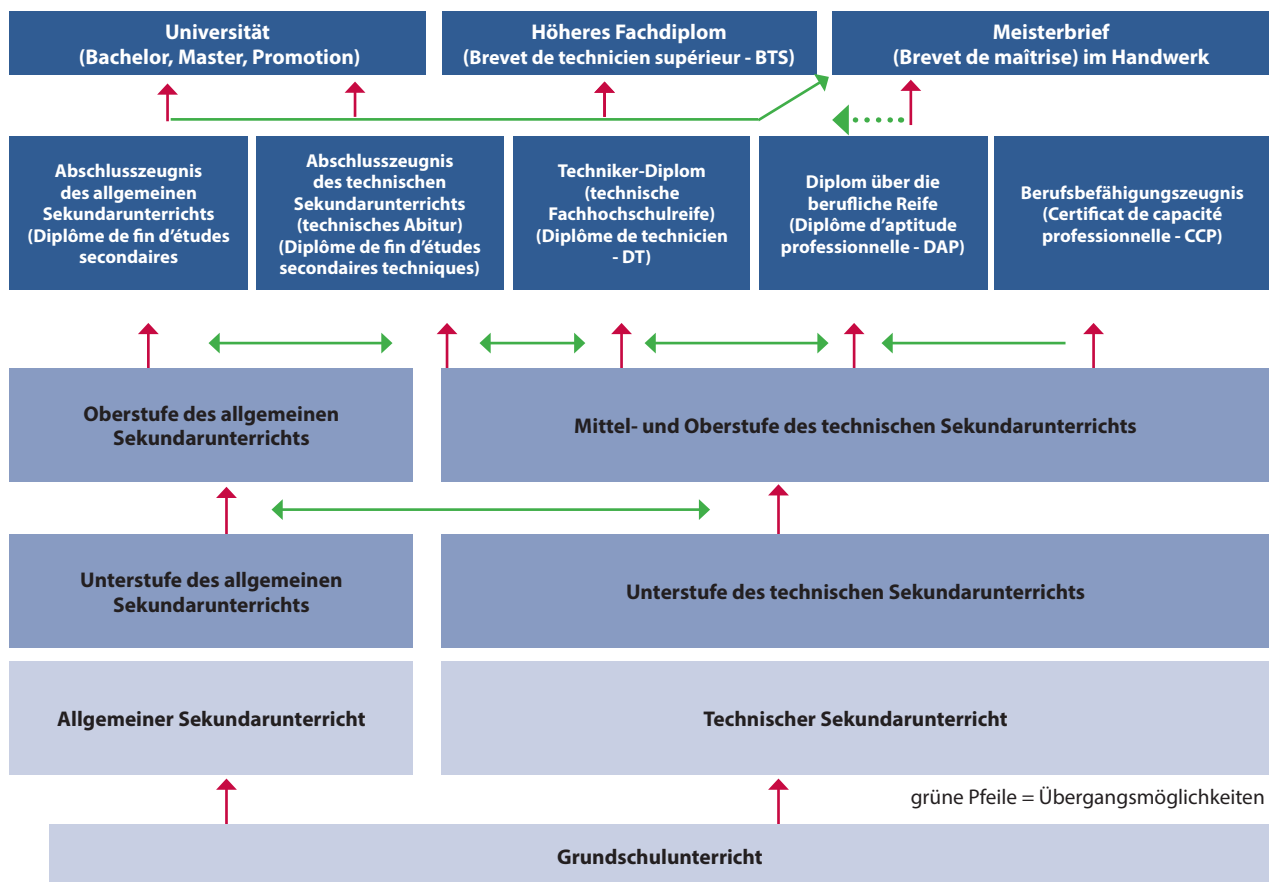 Universität
(Bachelor, Master, Promotion)
Höheres Fachdiplom
(Brevet de technicien supérieur - BTS)
Meisterbrief
(Brevet de maîtrise) im Handwerk
Abschlusszeugnis
des allgemeinen
Sekundarunterrichts
(Diplôme de fin d’études
secondaires
Abschlusszeugnis
des technischen
Sekundarunterrichts
(technisches Abitur)
(Diplôme de fin d’études
secondaires techniques)
Techniker-Diplom
(technische
Fachhochschulreife)
(Diplôme de technicien
- DT)
Diplom über die
berufliche Reife
(Diplôme d’aptitude
professionnelle - DAP)
Berufsbefähigungszeugnis
(Certificat de capacité
professionnelle - CCP)
Oberstufe des allgemeinen
Sekundarunterrichts
Mittel- und Oberstufe des technischen Sekundarunterrichts
Unterstufe des allgemeinen
Sekundarunterrichts
Unterstufe des technischen Sekundarunterrichts
Allgemeiner Sekundarunterricht
Technischer Sekundarunterricht
grüne Pfeile = Übergangsmöglichkeiten
Grundschulunterricht